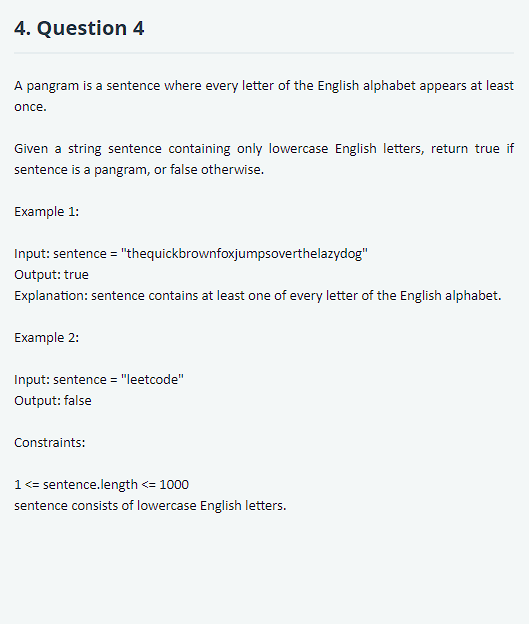 4. Question 4
A pangram is a sentence where every letter of the English alphabet appears at least
once.
Given a string sentence containing only lowercase English letters, return true if
sentence is a pangram, or false otherwise.
Example 1:
Input: sentence = "thequickbrownfoxjumpsoverthelazydog"
Output: true
Explanation: sentence contains at least one of every letter of the English alphabet.
Example 2:
Input: sentence = "leetcode"
Output: false
Constraints:
1 <= sentence.length <= 1000
sentence consists of lowercase English letters.